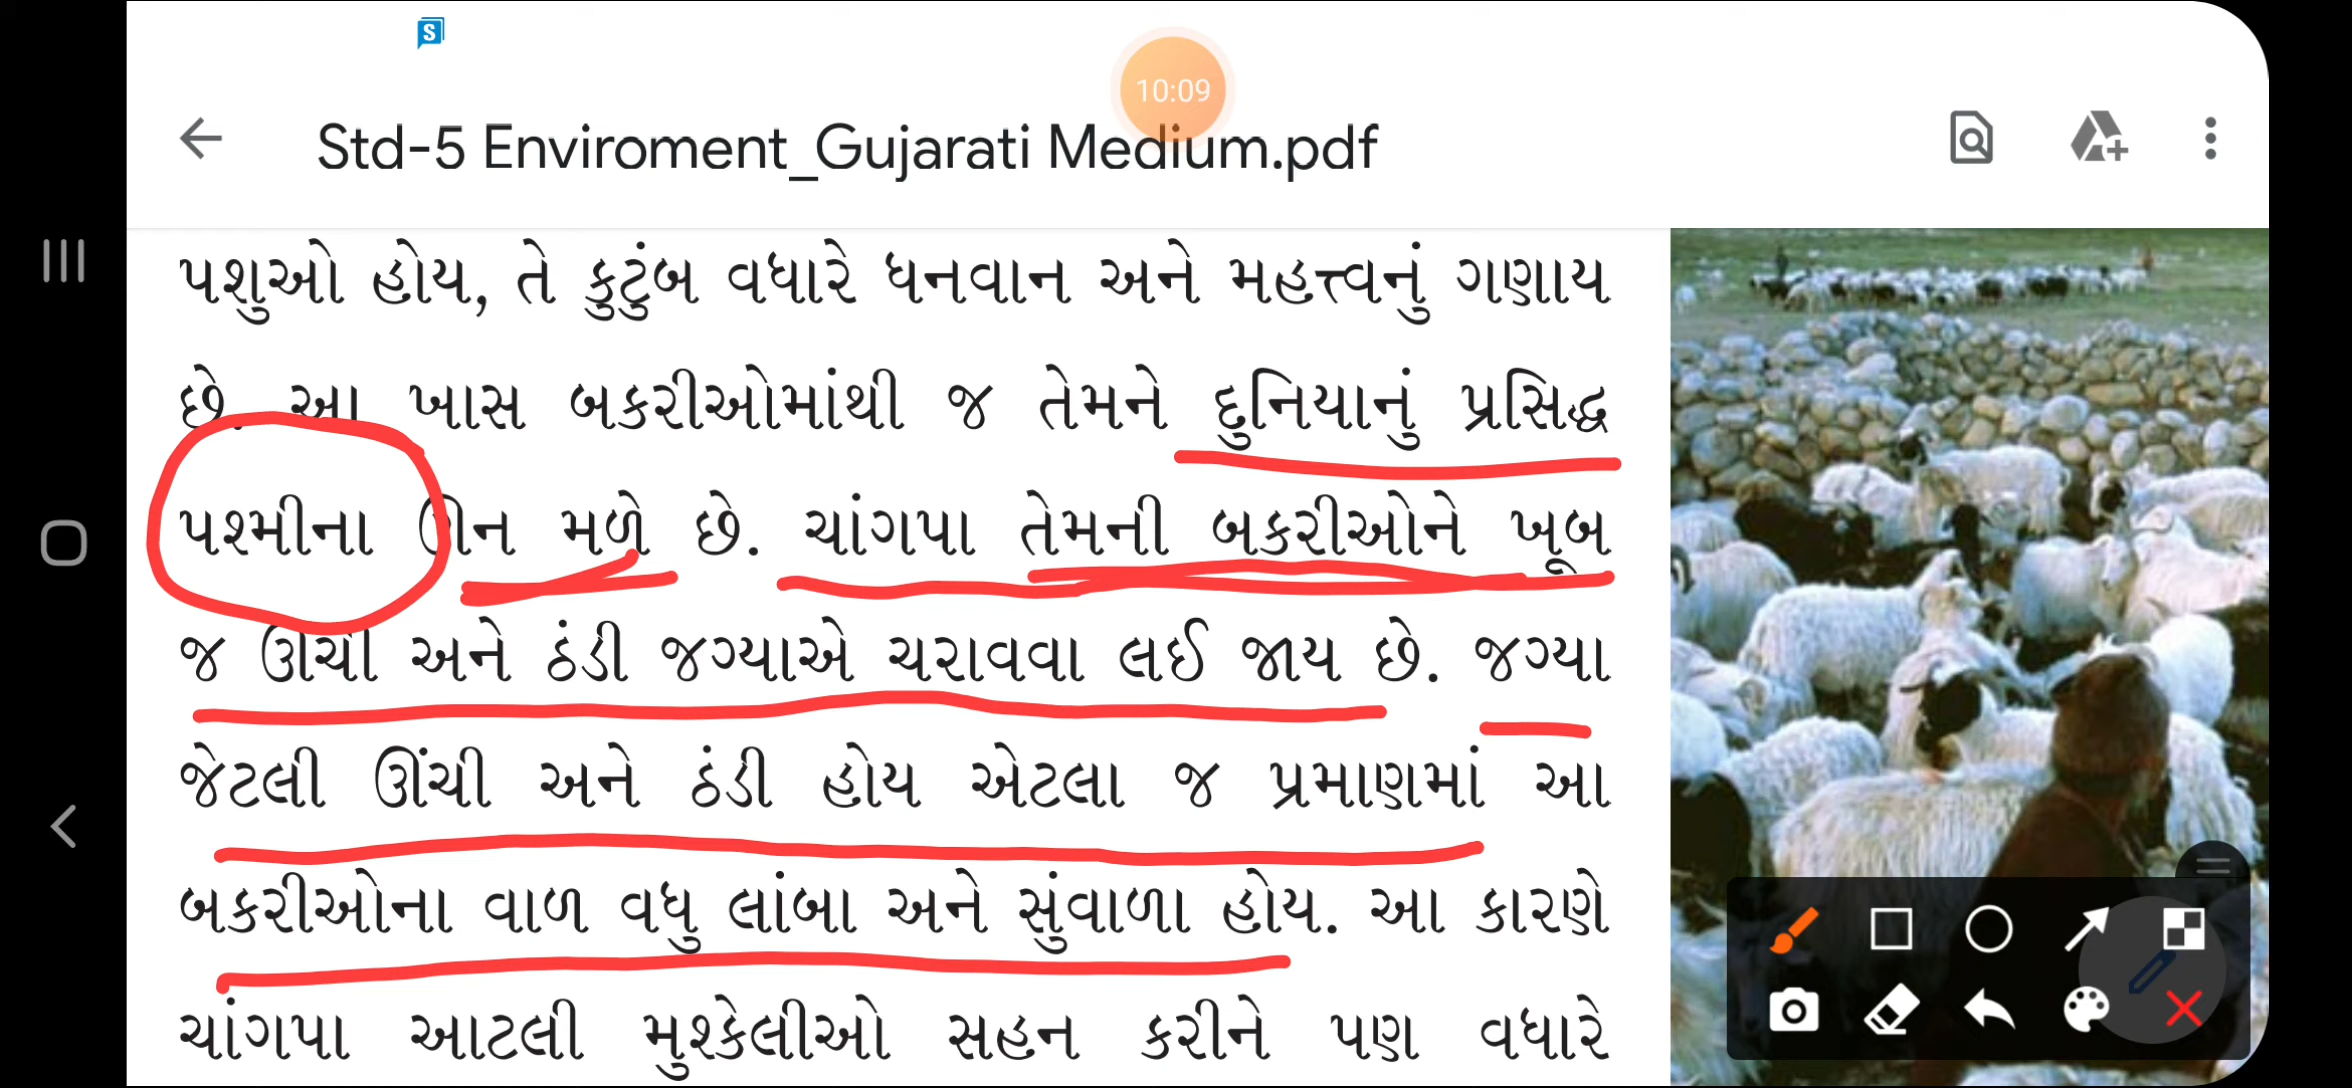 S
10:09
Std-5 Enviroment_Gujarati Medium.pdf
પશુઓ હોય, તે કુટુંબ વધારે ધનવાન અને મહત્ત્વનું ગણાય
છે. આ ખાસ બકરીઓમાંથી જ તેમને દુનિયાનું પ્રસિદ્ધ
પશ્મીના ઊન મળે છે. ચાંગપા તેમની બકરીઓને ખૂબ
જ ઊંચી અને ઠંડી જગ્યાએ ચરાવવા લઈ જાય છે. જગ્યા
જેટલી ઊંચી અને ઠંડી હોય એટલા જ પ્રમાણમાં આ
બકરીઓના વાળ વધુ લાંબા અને સુંવાળા હોય. આ કારણે
ચાંગપા આટલી મુશ્કેલીઓ સહન કરીને પણ વધારે